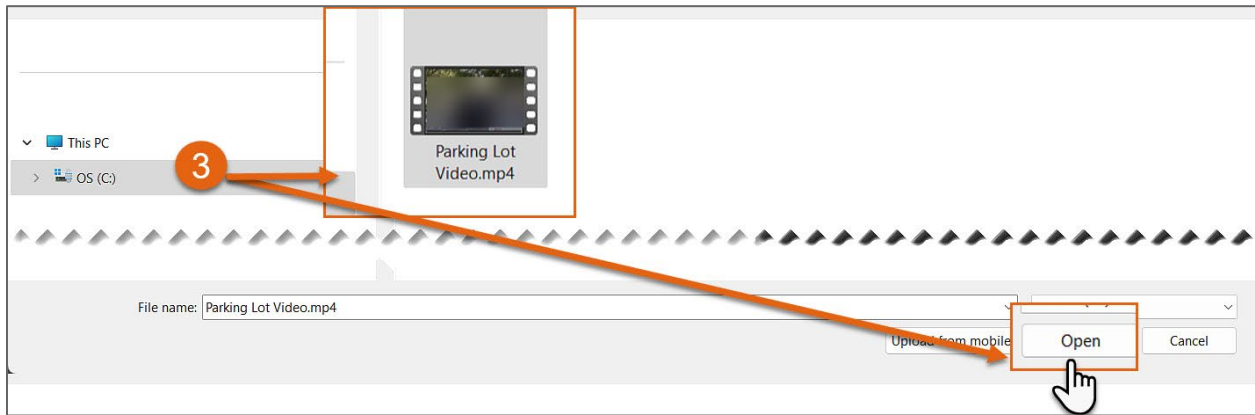 Parking Lot
Video.mp4
This PC
OS (C:)
3
File name: Parking Lot Video.mp4
Upload from mobile
Open
Cancel